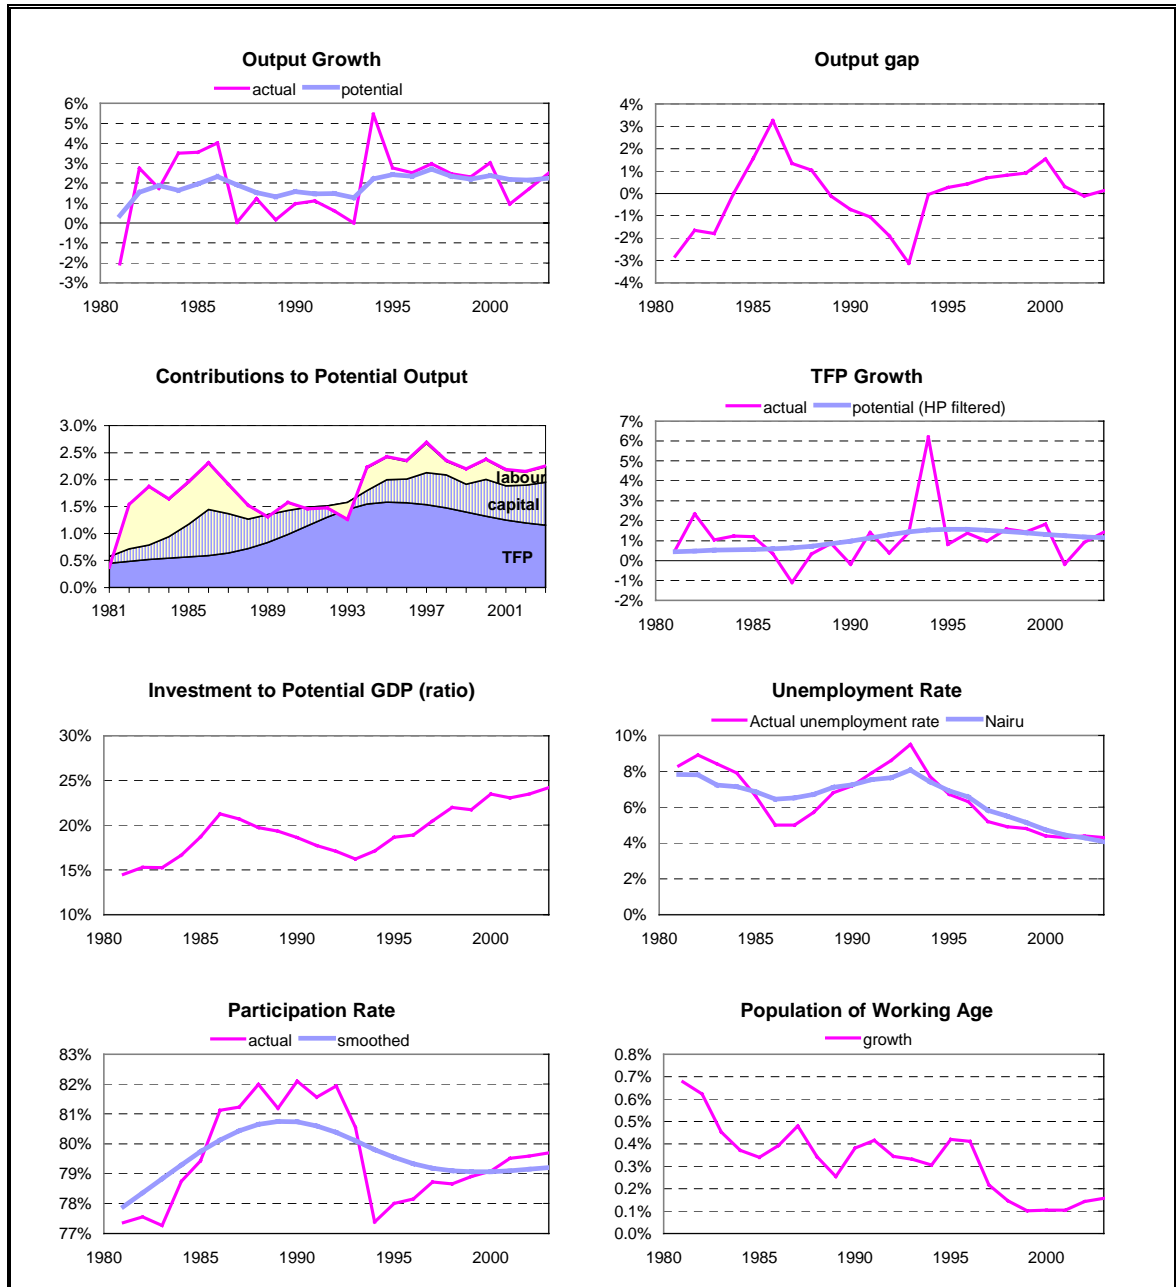 Output Growth
actual potential
6%
5%
4%
3%
2%
1%
0%
-1%
-2%
-3%
1980 1985 1990 1995 2000
Output gap
4%
3%
2%
1%
0%
-1%
-2%
-3%
-4%
1980 1985 1990 1995 2000
Contributions to Potential Output
3.0%
2.5%
2.0%
1.5%
1.0%
0.5%
0.0%
labour
capital
TFP
1981 1985 1989 1993 1997 2001
TFP Growth
actual potential (HP filtered)
7%
6%
5%
4%
3%
2%
1%
0%
-1%
-2%
1980 1985 1990 1995 2000
Investment to Potential GDP (ratio)
30%
25%
20%
15%
10%
1980 1985 1990 1995 2000
Unemployment Rate
Actual unemployment rate Nairu
10%
8%
6%
4%
2%
0%
1980 1985 1990 1995 2000
Participation Rate
actual smoothed
83%
82%
81%
80%
79%
78%
77%
1980 1985 1990 1995 2000
Population of Working Age
growth
0.8%
0.7%
0.6%
0.5%
0.4%
0.3%
0.2%
0.1%
0.0%
1980 1985 1990 1995 2000